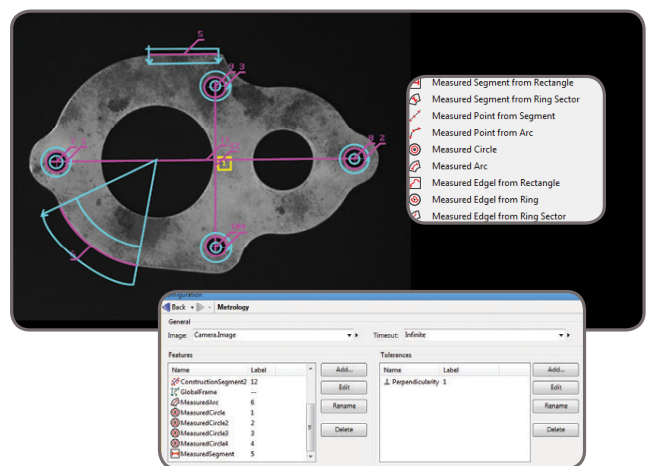 5
9 3
8 2
6
Measured Segment from Rectangle
Measured Segment from Ring Sector
Measured Point from Segment
Measured Point from Arc
Measured Circle
Measured Arc
Measured Edgel from Rectangle
Measured Edgel from Ring
Measured Edgel from Ring Sector
Configuration
Back Metrology
General
Image: Camera.Image Timeout: Infinite
Features Tolerances
Name Label Add... Name Label Add...
ConstructionSegment2 12 Perpendicularity 1
GlobalFrame -- Edit Edit
MeasuredArc 6
MeasuredCircle 1 Rename Rename
MeasuredCircle2 2
MeasuredCircle3 3 Delete Delete
MeasuredCircle4 4
MeasuredSegment 5